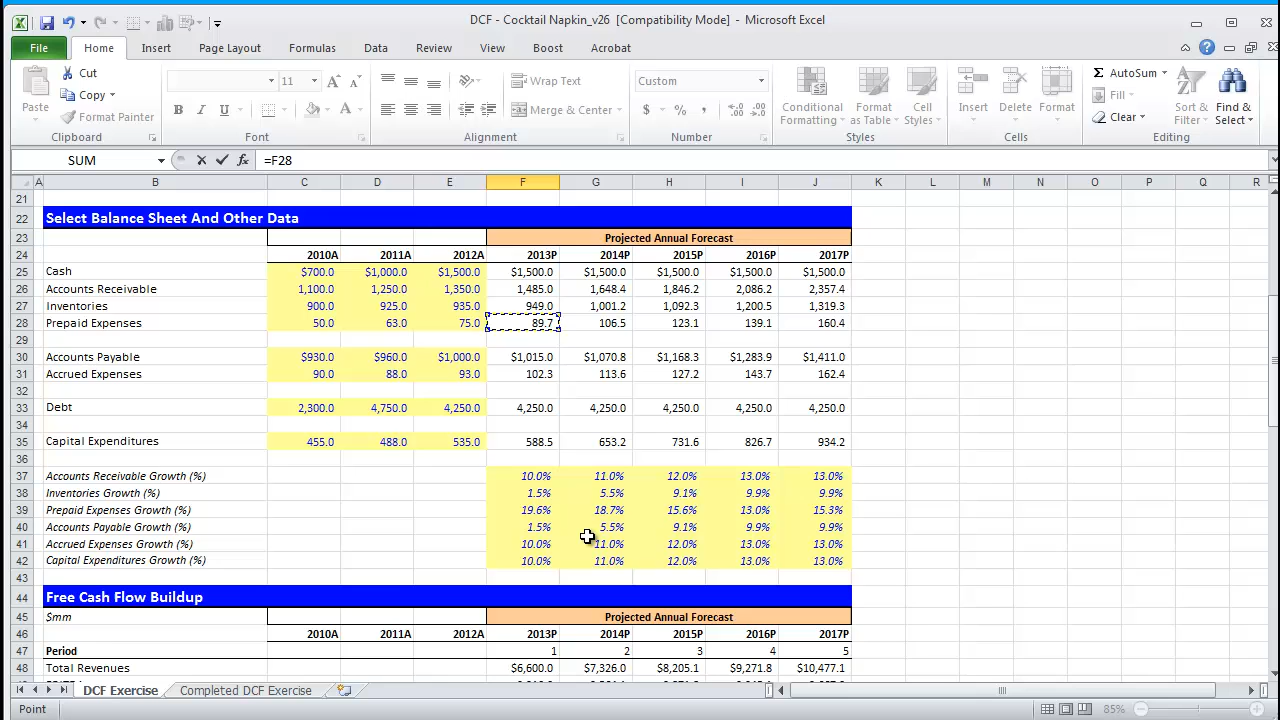 DCF - Cocktail Napkin_v26 [Compatibility Mode] - Microsoft Excel
File Home Insert Page Layout Formulas Data Review View Boost Acrobat
Paste Cut Copy Format Painter
11
Wrap Text Merge & Center
Custom
$ % ,
Conditional Formatting Format as Table Cell Styles
Insert Delete Format
AutoSum Fill Clear Sort & Filter Find & Select
Clipboard Font Alignment Number Styles Cells Editing
SUM =F28
A B C D E F G H I J K L M N O P Q R
21
22 Select Balance Sheet And Other Data
23 Projected Annual Forecast
24 2010A 2011A 2012A 2013P 2014P 2015P 2016P 2017P
25 Cash $700.0 $1,000.0 $1,500.0 $1,500.0 $1,500.0 $1,500.0 $1,500.0 $1,500.0
26 Accounts Receivable 1,100.0 1,250.0 1,350.0 1,485.0 1,648.4 1,846.2 2,086.2 2,357.4
27 Inventories 900.0 925.0 935.0 949.0 1,001.2 1,092.3 1,200.5 1,319.3
28 Prepaid Expenses 50.0 63.0 75.0 89.7 106.5 123.1 139.1 160.4
29
30 Accounts Payable $930.0 $960.0 $1,000.0 $1,015.0 $1,070.8 $1,168.3 $1,283.9 $1,411.0
31 Accrued Expenses 90.0 88.0 93.0 102.3 113.6 127.2 143.7 162.4
32
33 Debt 2,300.0 4,750.0 4,250.0 4,250.0 4,250.0 4,250.0 4,250.0 4,250.0
34
35 Capital Expenditures 455.0 488.0 535.0 588.5 653.2 731.6 826.7 934.2
36
37 Accounts Receivable Growth (%) 10.0% 11.0% 12.0% 13.0% 13.0%
38 Inventories Growth (%) 1.5% 5.5% 9.1% 9.9% 9.9%
39 Prepaid Expenses Growth (%) 19.6% 18.7% 15.6% 13.0% 15.3%
40 Accounts Payable Growth (%) 1.5% 5.5% 9.1% 9.9% 9.9%
41 Accrued Expenses Growth (%) 10.0% 11.0% 12.0% 13.0% 13.0%
42 Capital Expenditures Growth (%) 10.0% 11.0% 12.0% 13.0% 13.0%
43
44 Free Cash Flow Buildup
45 $mm Projected Annual Forecast
46 2010A 2011A 2012A 2013P 2014P 2015P 2016P 2017P
47 Period 1 2 3 4 5
48 Total Revenues $6,600.0 $7,326.0 $8,205.1 $9,271.8 $10,477.1
DCF Exercise Completed DCF Exercise
Point 85%